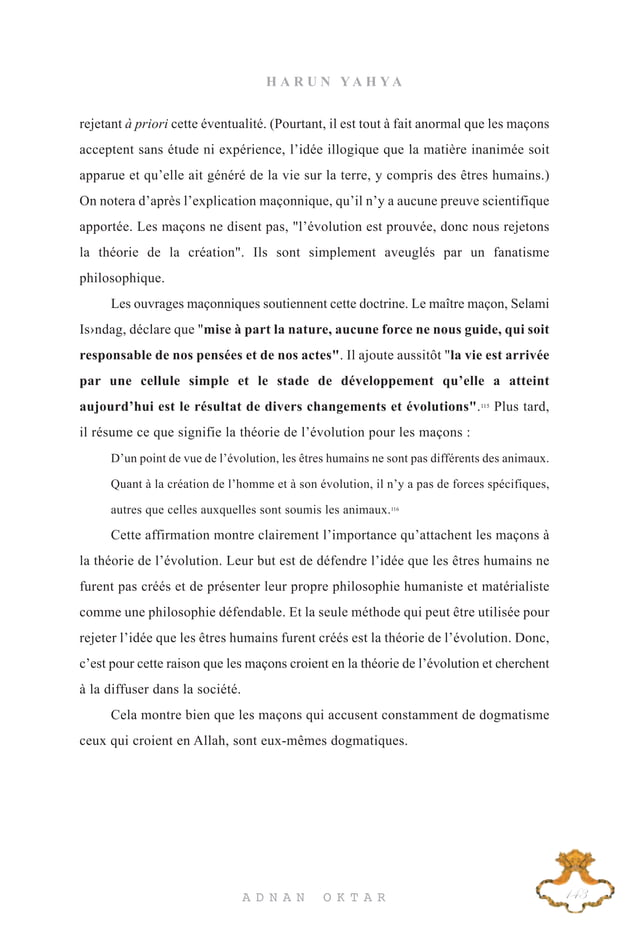 HARUN YAHYA
rejetant à priori cette éventualité. (Pourtant, il est tout à fait anormal que les maçons
acceptent sans étude ni expérience, l’idée illogique que la matière inanimée soit
apparue et qu’elle ait généré de la vie sur la terre, y compris des êtres humains.)
On notera d’après l’explication maçonnique, qu’il n’y a aucune preuve scientifique
apportée. Les maçons ne disent pas, "l’évolution est prouvée, donc nous rejetons
la théorie de la création". Ils sont simplement aveuglés par un fanatisme
philosophique.
Les ouvrages maçonniques soutiennent cette doctrine. Le maître maçon, Selami
Is›ndag, déclare que "mise à part la nature, aucune force ne nous guide, qui soit
responsable de nos pensées et de nos actes". Il ajoute aussitôt "la vie est arrivée
par une cellule simple et le stade de développement qu’elle a atteint
aujourd’hui est le résultat de divers changements et évolutions".115 Plus tard,
il résume ce que signifie la théorie de l’évolution pour les maçons :
D’un point de vue de l’évolution, les êtres humains ne sont pas différents des animaux.
Quant à la création de l’homme et à son évolution, il n’y a pas de forces spécifiques,
autres que celles auxquelles sont soumis les animaux.116
Cette affirmation montre clairement l’importance qu’attachent les maçons à
la théorie de l’évolution. Leur but est de défendre l’idée que les êtres humains ne
furent pas créés et de présenter leur propre philosophie humaniste et matérialiste
comme une philosophie défendable. Et la seule méthode qui peut être utilisée pour
rejeter l’idée que les êtres humains furent créés est la théorie de l’évolution. Donc,
c’est pour cette raison que les maçons croient en la théorie de l’évolution et cherchent
à la diffuser dans la société.
Cela montre bien que les maçons qui accusent constamment de dogmatisme
ceux qui croient en Allah, sont eux-mêmes dogmatiques.
ADNAN OKTAR
143